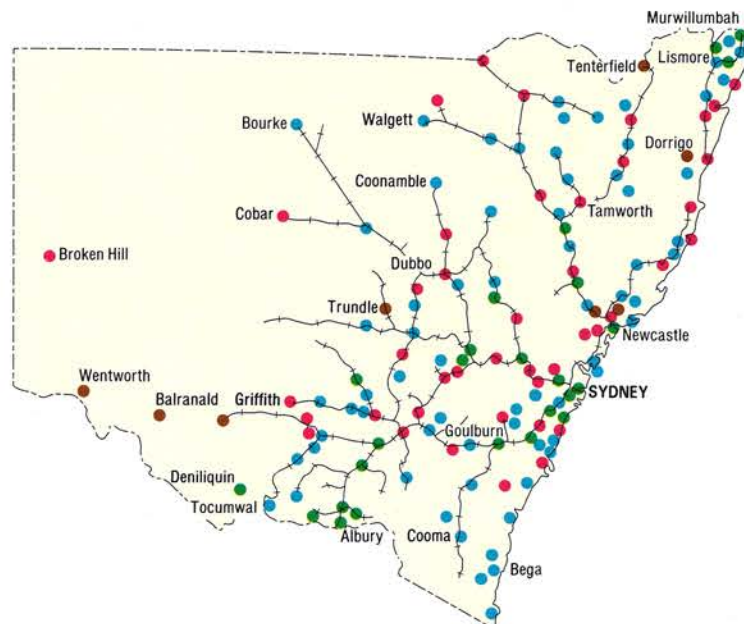 Murwillumbah
Tenterfield
Lismore
Bourke
Walgett
Dorrigo
Coonamble
Cobar
Tamworth
Broken Hill
Dubbo
Trundle
Newcastle
Wentworth
Balranald
Griffith
SYDNEY
Goulburn
Deniliquin
Tocumwal
Albury
Cooma
Bega